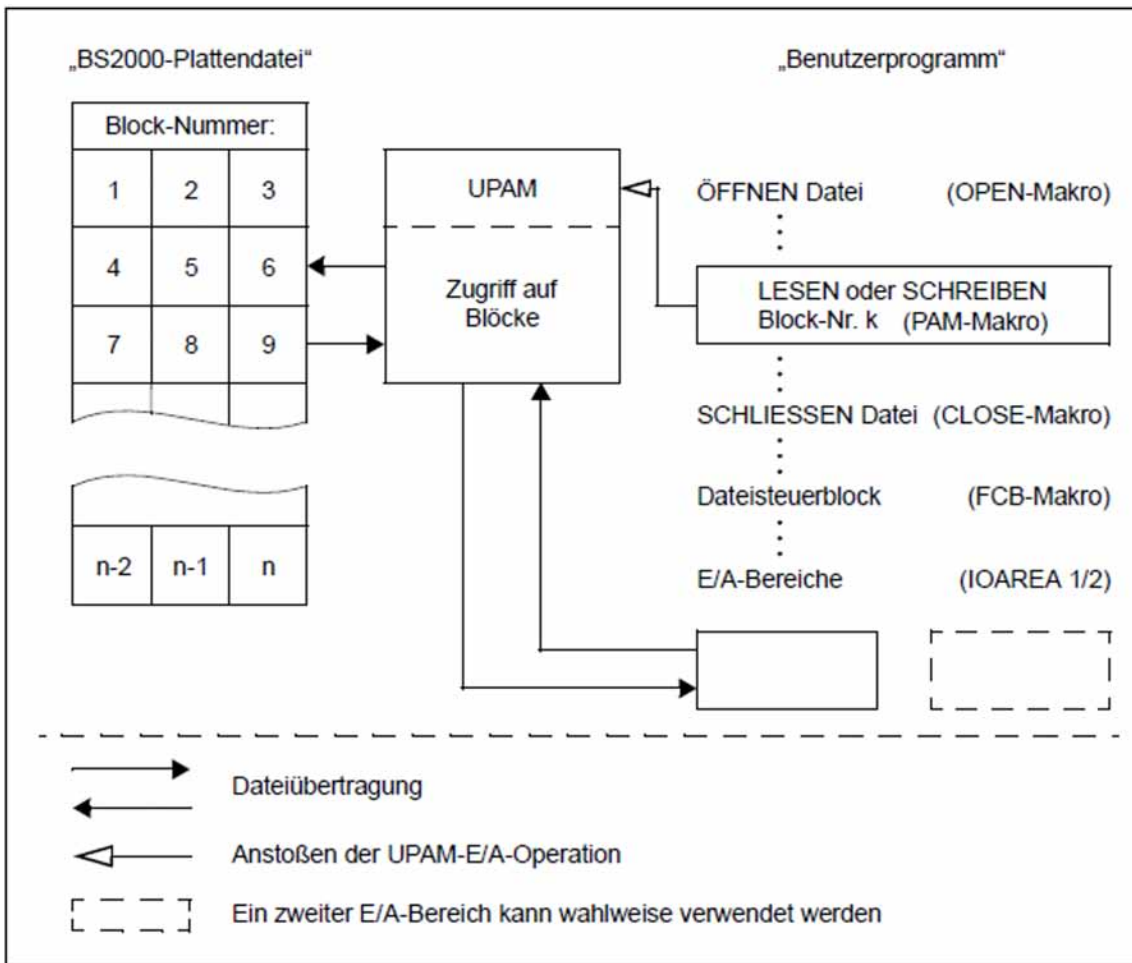 „BS2000-Plattendatei“
„Benutzerprogramm“
Block-Nummer:
1 2 3
4 5 6
7 8 9
n-2 n-1 n
UPAM
Zugriff auf
Blöcke
ÖFFNEN Datei (OPEN-Makro)
LESEN oder SCHREIBEN
Block-Nr. k (PAM-Makro)
SCHLIESSEN Datei (CLOSE-Makro)
Dateisteuerblock (FCB-Makro)
E/A-Bereiche (IOAREA 1/2)
Dateiübertragung
Anstoßen der UPAM-E/A-Operation
Ein zweiter E/A-Bereich kann wahlweise verwendet werden